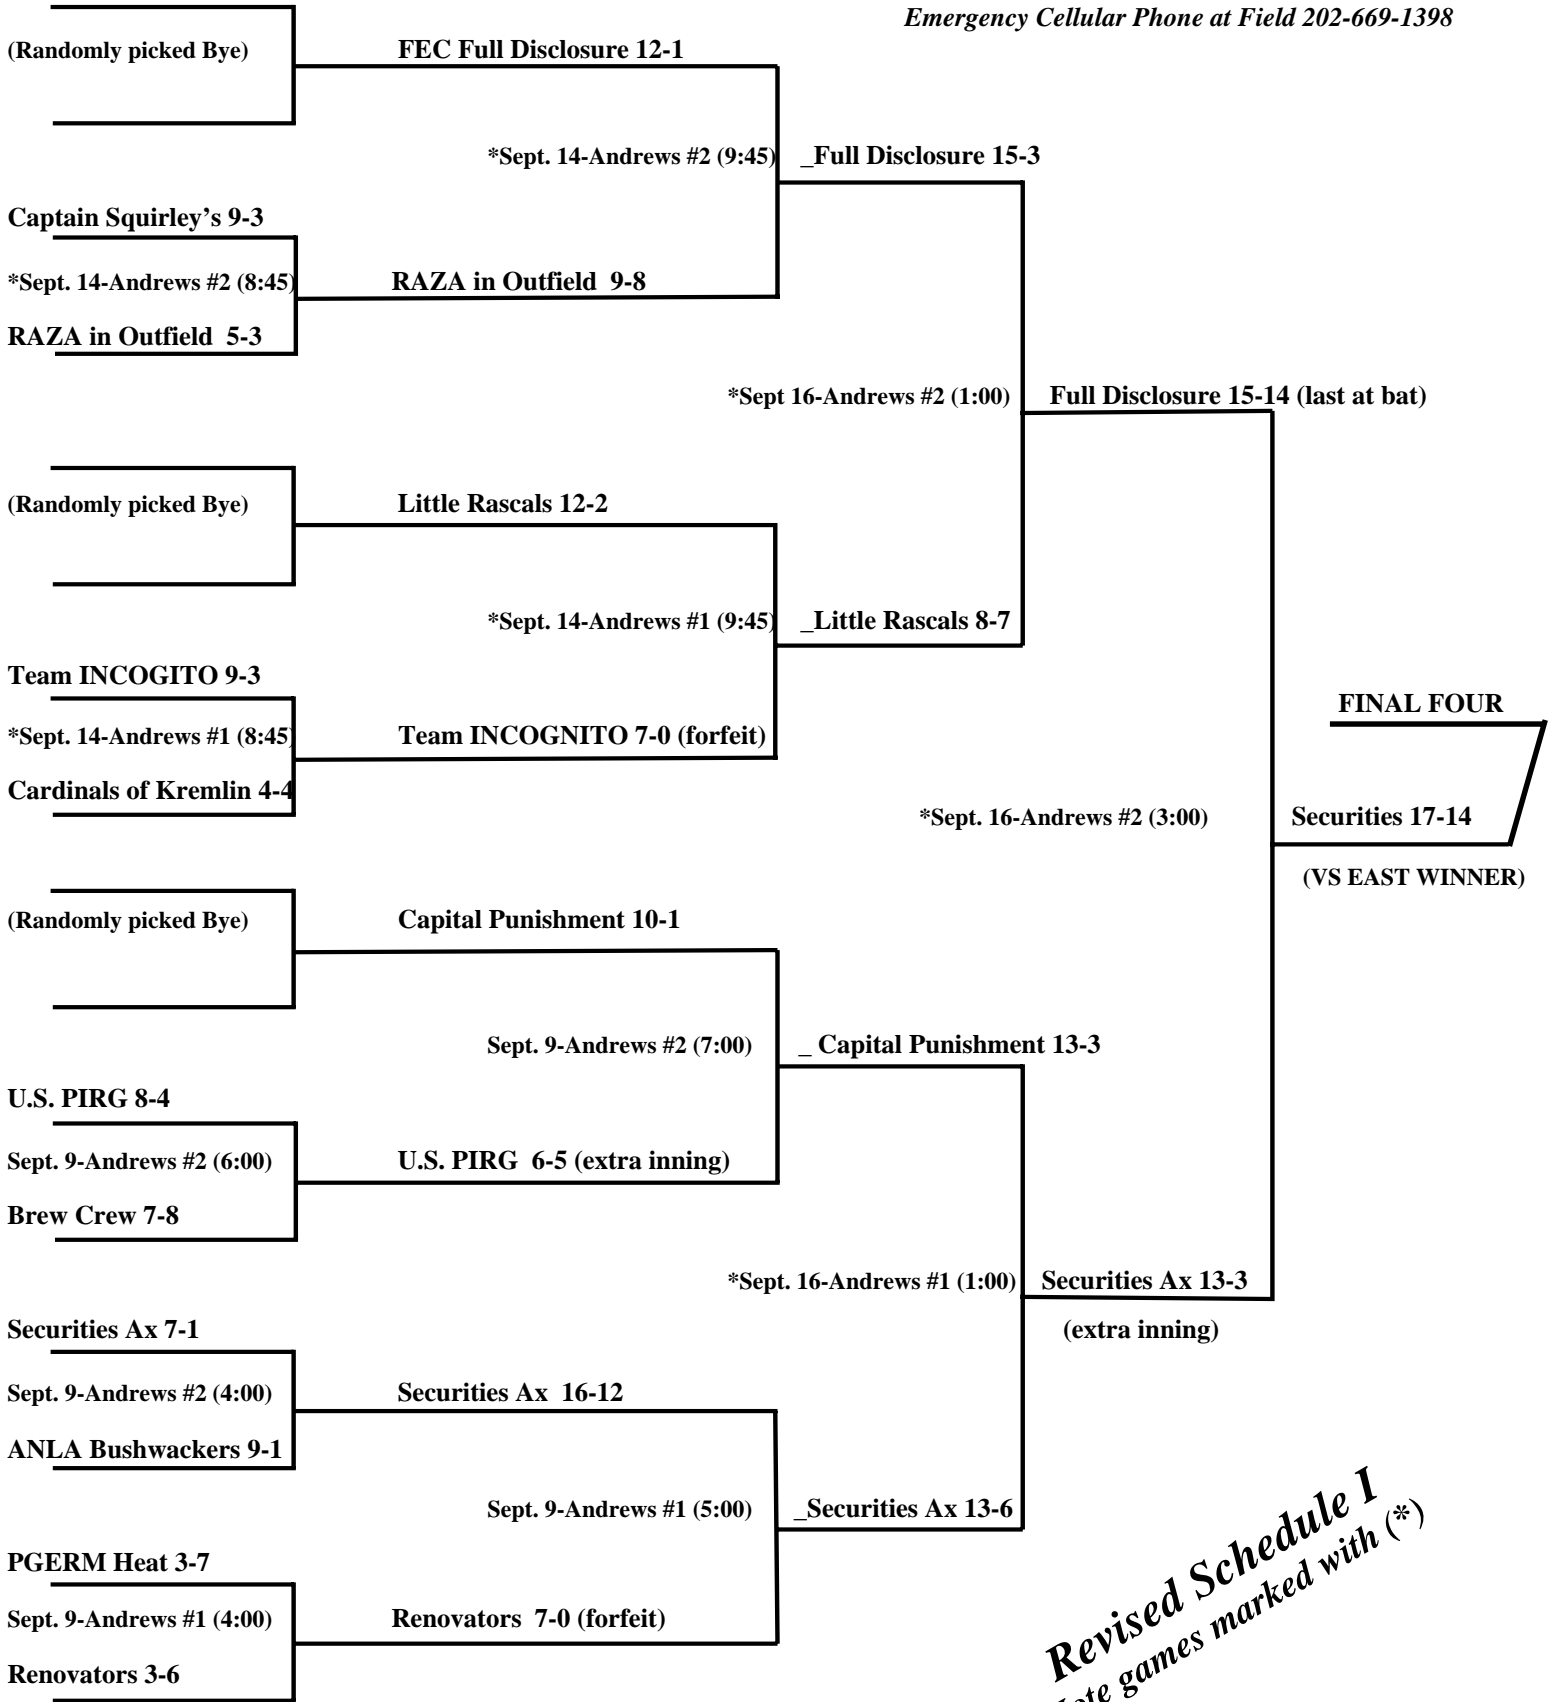 Emergency Cellular Phone at Field 202-669-1398
(Randomly picked Bye)
FEC Full Disclosure 12-1
*Sept. 14-Andrews #2 (9:45)
_Full Disclosure 15-3
Captain Squirley’s 9-3
*Sept. 14-Andrews #2 (8:45)
RAZA in Outfield 9-8
RAZA in Outfield 5-3
*Sept 16-Andrews #2 (1:00)
Full Disclosure 15-14 (last at bat)
(Randomly picked Bye)
Little Rascals 12-2
*Sept. 14-Andrews #1 (9:45)
_Little Rascals 8-7
Team INCOGITO 9-3
*Sept. 14-Andrews #1 (8:45)
Team INCOGNITO 7-0 (forfeit)
Cardinals of Kremlin 4-4
FINAL FOUR
*Sept. 16-Andrews #2 (3:00)
Securities 17-14
(VS EAST WINNER)
(Randomly picked Bye)
Capital Punishment 10-1
Sept. 9-Andrews #2 (7:00)
_ Capital Punishment 13-3
U.S. PIRG 8-4
Sept. 9-Andrews #2 (6:00)
U.S. PIRG 6-5 (extra inning)
Brew Crew 7-8
*Sept. 16-Andrews #1 (1:00)
Securities Ax 13-3
(extra inning)
Securities Ax 7-1
Sept. 9-Andrews #2 (4:00)
Securities Ax 16-12
ANLA Bushwackers 9-1
Sept. 9-Andrews #1 (5:00)
_Securities Ax 13-6
PGERM Heat 3-7
Sept. 9-Andrews #1 (4:00)
Renovators 7-0 (forfeit)
Renovators 3-6
Revised Schedule I
games marked with (*)